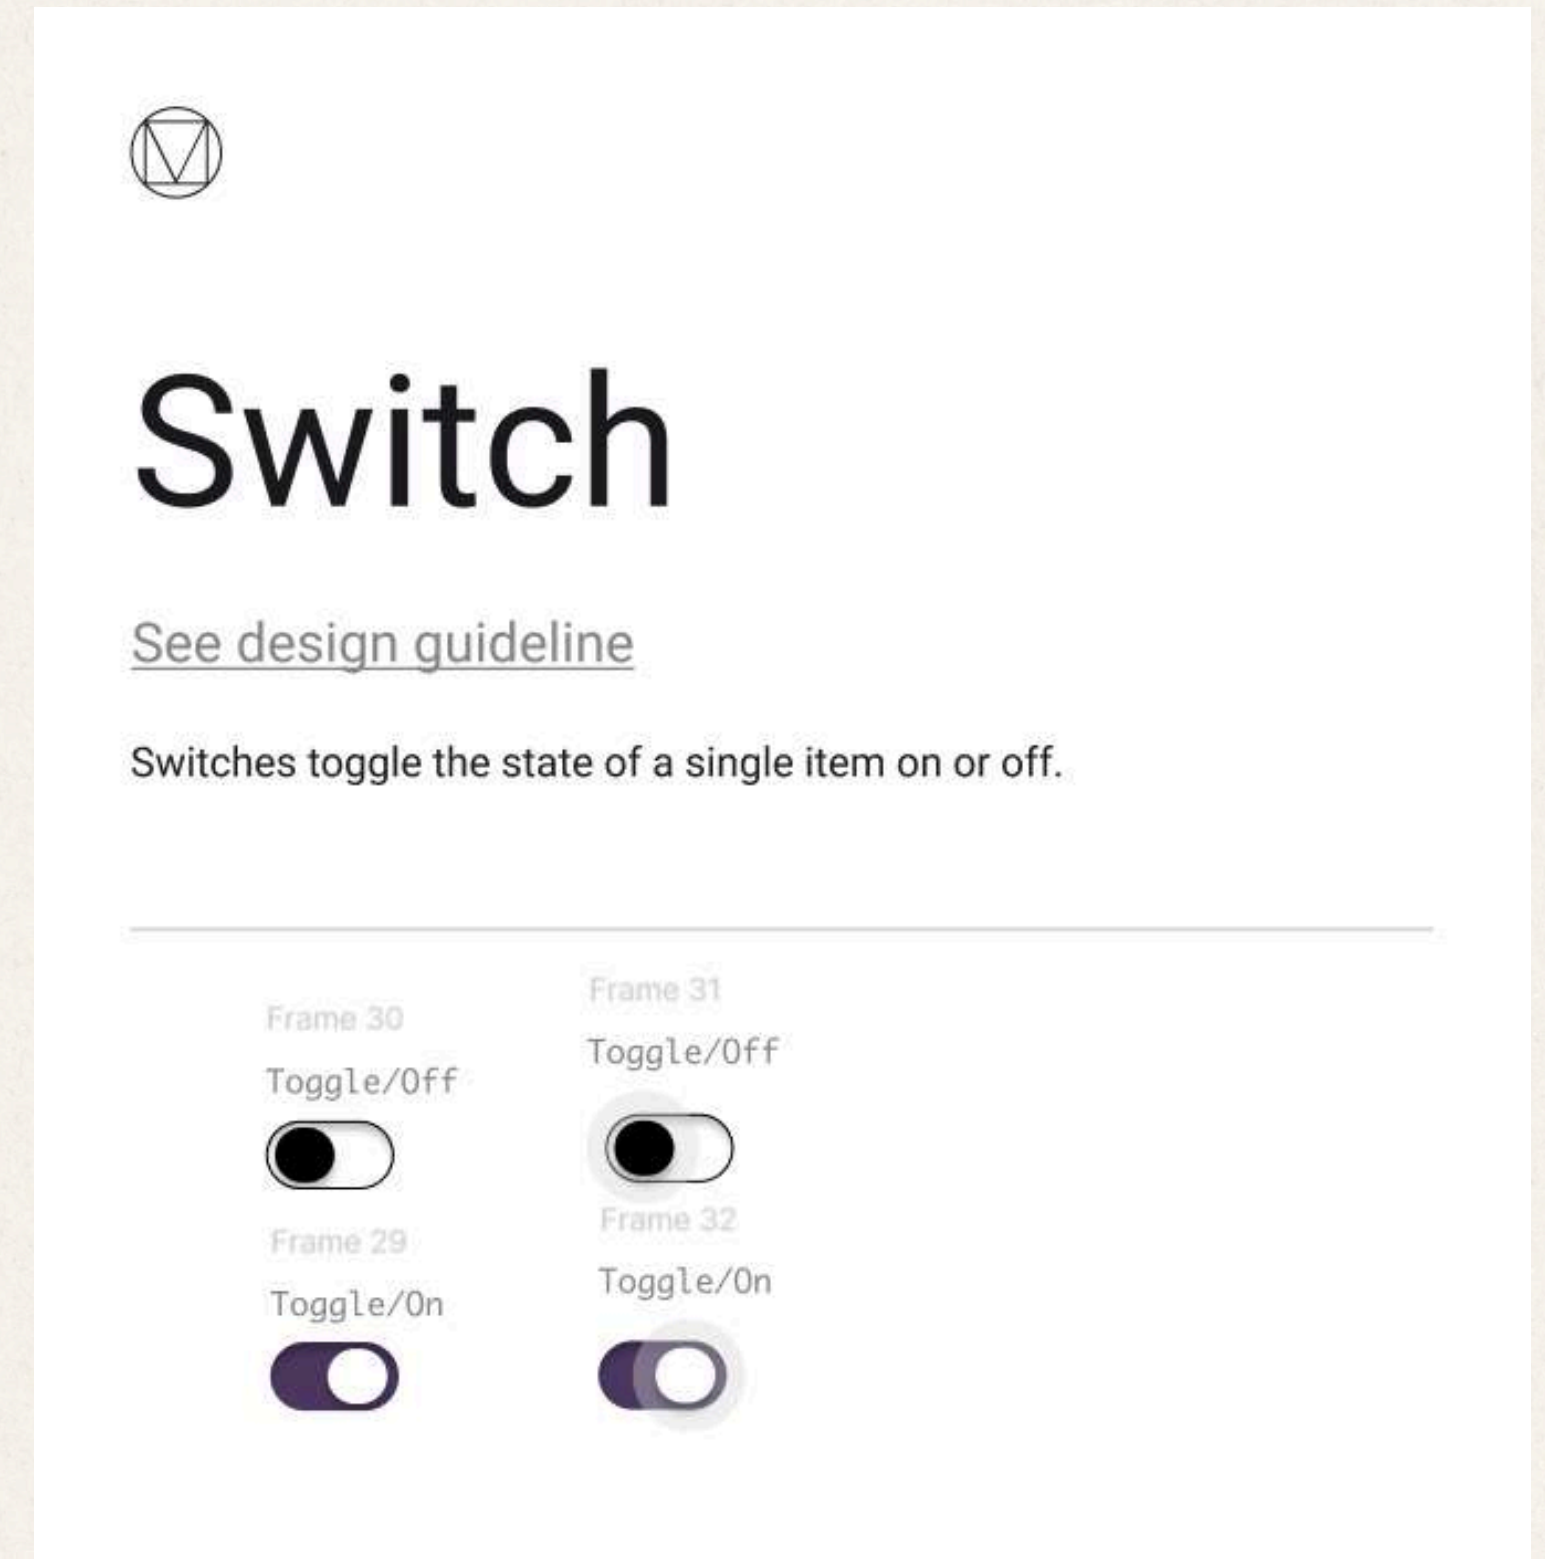 Switch
See design guideline
Switches toggle the state of a single item on or off.
Frame 30
Toggle/Off
Frame 31
Toggle/Off
Frame 29
Toggle/On
Frame 32
Toggle/On